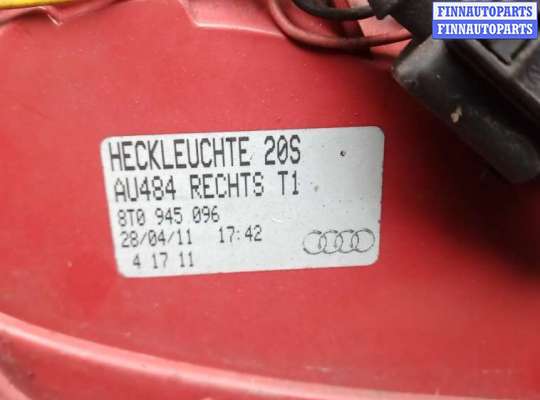 FINNAUTOPARTS
FINNAUTOPARTS
HECKLEUCHTE 20S
AU484 RECHTS T1
8T0 945 096
28/04/11 17:42
4 17 11